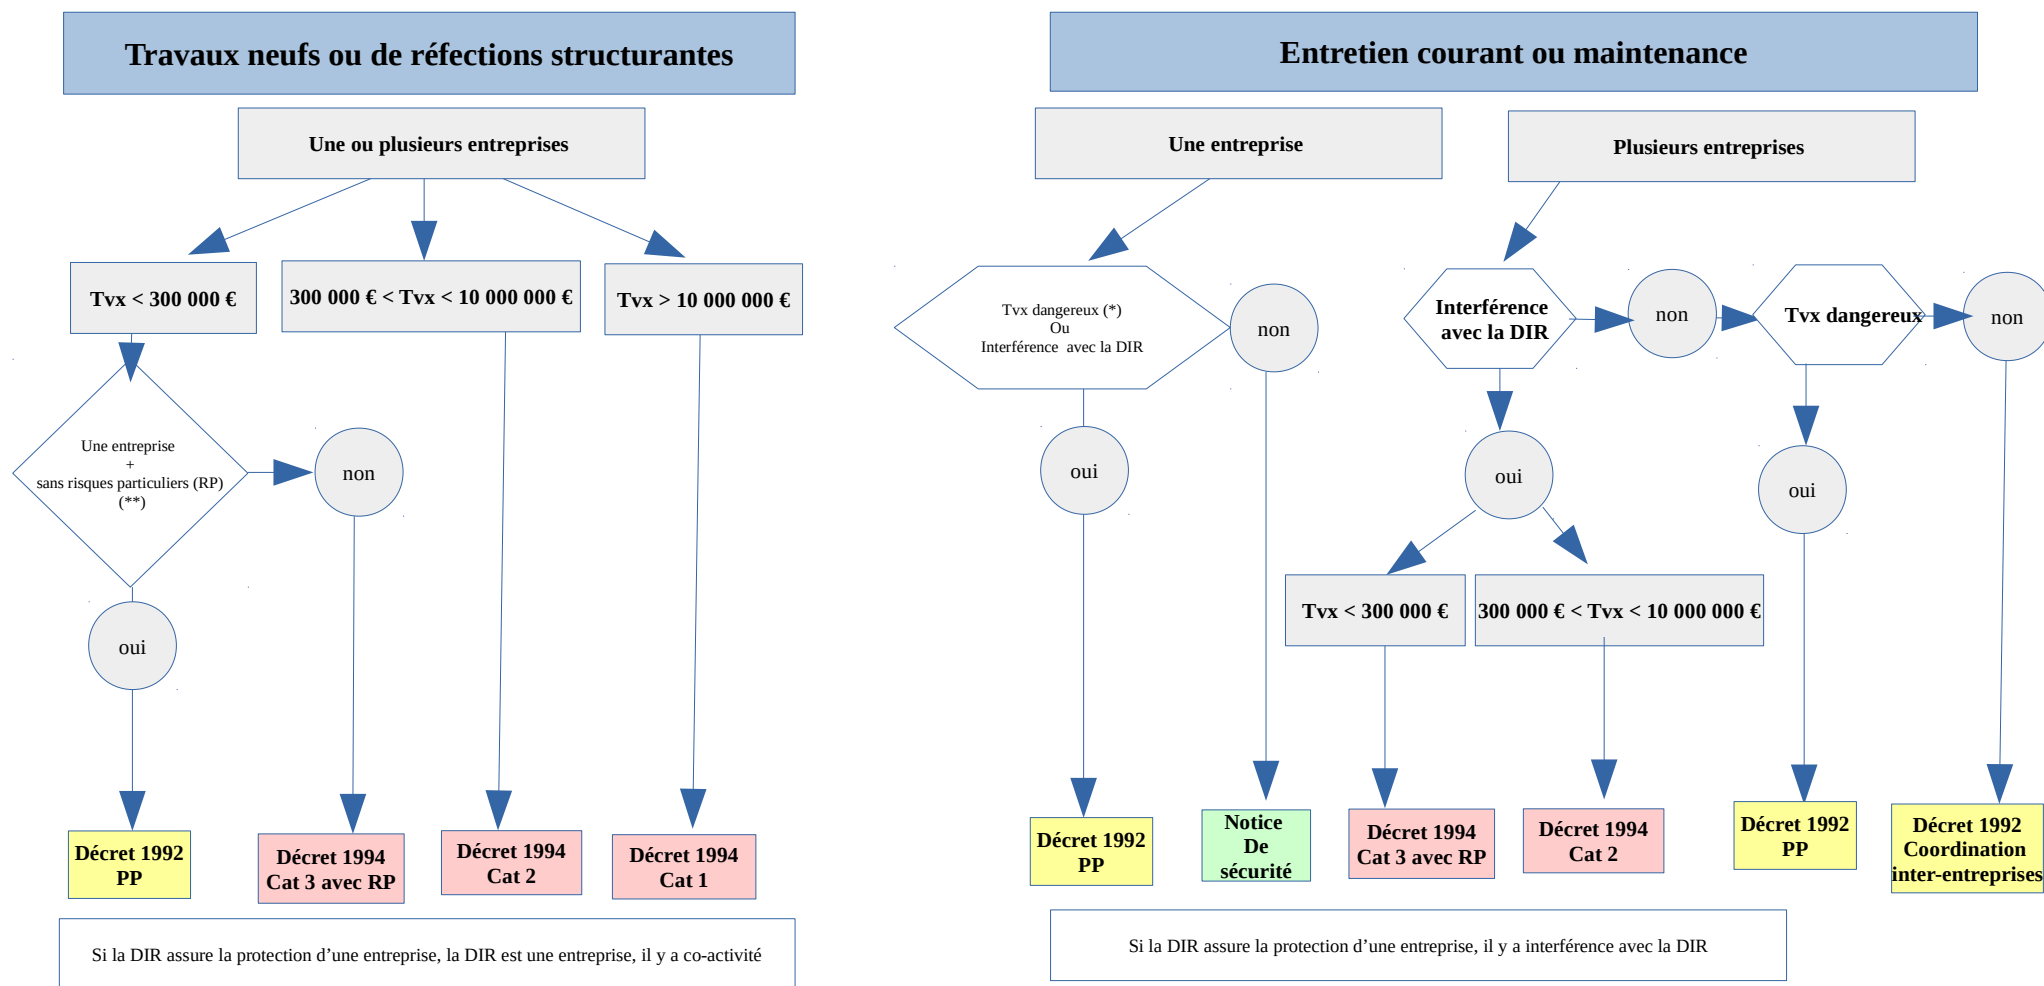 Travaux neufs ou de réfections structurantes
Une ou plusieurs entreprises
Tvx < 300 000 €
300 000 € < Tvx < 10 000 000 €
Tvx > 10 000 000 €
Une entreprise
+
sans risques particuliers (RP)
(**)
non
oui
Décret 1992
PP
Décret 1994
Cat 3 avec RP
Décret 1994
Cat 2
Décret 1994
Cat 1
Si la DIR assure la protection d’une entreprise, la DIR est une entreprise, il y a co-activité
Entretien courant ou maintenance
Une entreprise
Plusieurs entreprises
Tvx dangereux (*)
Ou
Interférence avec la DIR
non
Interférence
avec la DIR
non
Tvx dangereux
non
oui
oui
oui
Tvx < 300 000 €
300 000 € < Tvx < 10 000 000 €
Décret 1992
PP
Notice
De
sécurité
Décret 1994
Cat 3 avec RP
Décret 1994
Cat 2
Décret 1992
PP
Décret 1992
Coordination
inter-entreprises
Si la DIR assure la protection d’une entreprise, il y a interférence avec la DIR